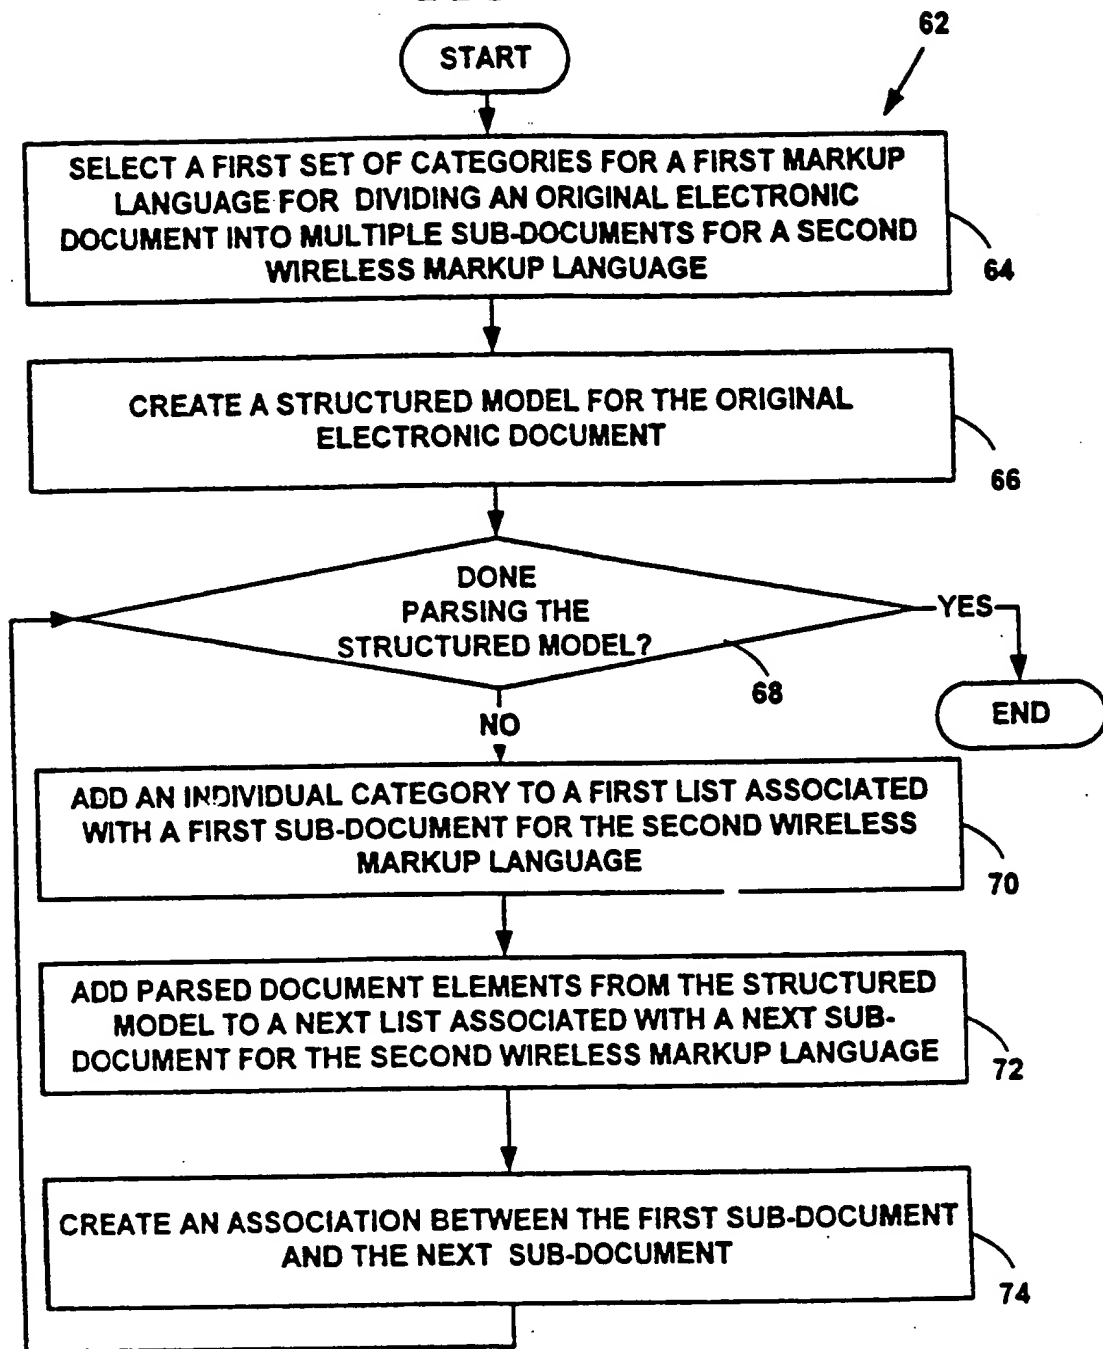 62
START
SELECT A FIRST SET OF CATEGORIES FOR A FIRST MARKUP
LANGUAGE FOR DIVIDING AN ORIGINAL ELECTRONIC
DOCUMENT INTO MULTIPLE SUB-DOCUMENTS FOR A SECOND
WIRELESS MARKUP LANGUAGE
64
CREATE A STRUCTURED MODEL FOR THE ORIGINAL
ELECTRONIC DOCUMENT
66
DONE
PARSING THE
STRUCTURED MODEL?
YES
68
END
NO
ADD AN INDIVIDUAL CATEGORY TO A FIRST LIST ASSOCIATED
WITH A FIRST SUB-DOCUMENT FOR THE SECOND WIRELESS
MARKUP LANGUAGE
70
ADD PARSED DOCUMENT ELEMENTS FROM THE STRUCTURED
MODEL TO A NEXT LIST ASSOCIATED WITH A NEXT SUB-
DOCUMENT FOR THE SECOND WIRELESS MARKUP LANGUAGE
72
CREATE AN ASSOCIATION BETWEEN THE FIRST SUB-DOCUMENT
AND THE NEXT SUB-DOCUMENT
74